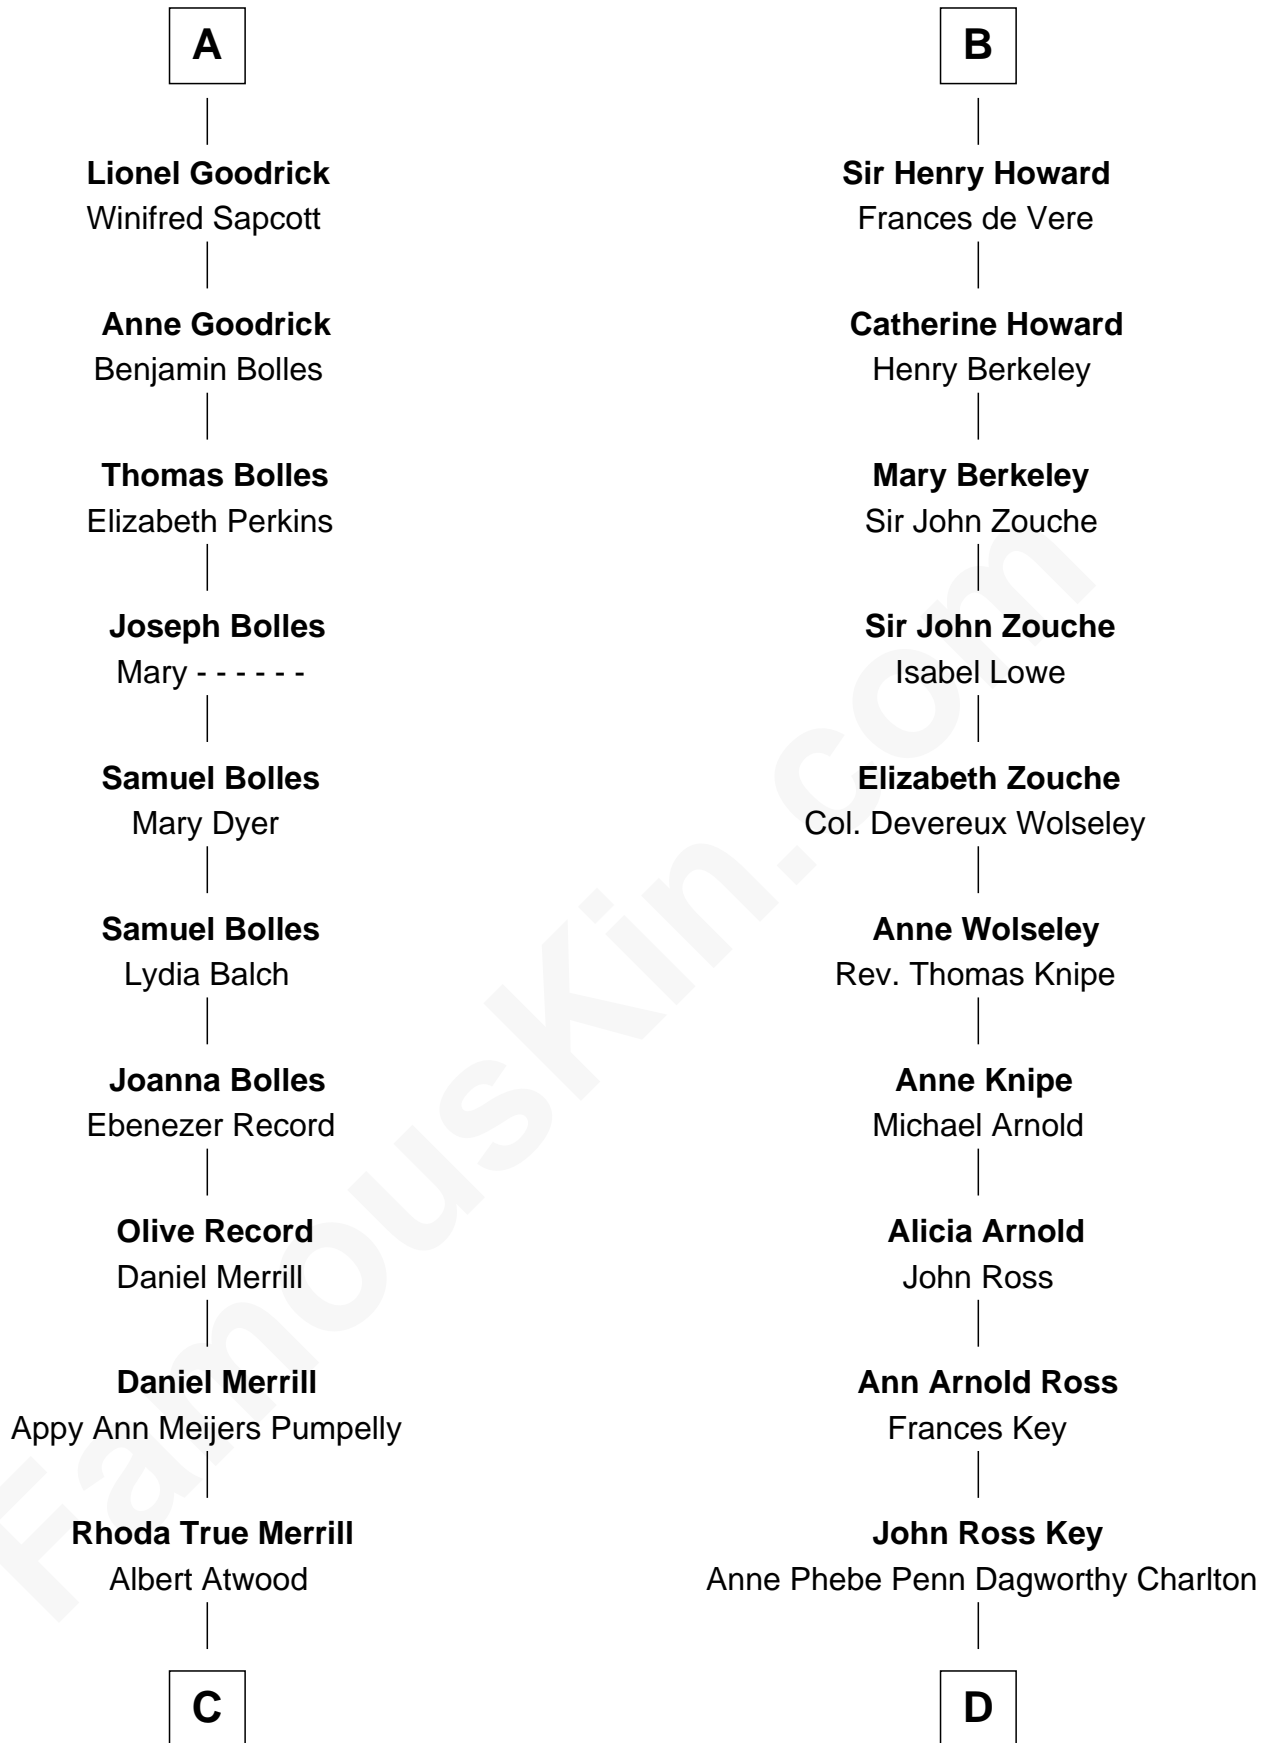 A
Lionel Goodrick
Winifred Sapcott
Anne Goodrick
Benjamin Bolles
Thomas Bolles
Elizabeth Perkins
Joseph Bolles
Mary - - - - - -
Samuel Bolles
Mary Dyer
Samuel Bolles
Lydia Balch
Joanna Bolles
Ebenezer Record
Olive Record
Daniel Merrill
Daniel Merrill
Appy Ann Meijers Pumpelly
Rhoda True Merrill
Albert Atwood
C
B
Sir Henry Howard
Frances de Vere
Catherine Howard
Henry Berkeley
Mary Berkeley
Sir John Zouche
Sir John Zouche
Isabel Lowe
Elizabeth Zouche
Col. Devereux Wolseley
Anne Wolseley
Rev. Thomas Knipe
Anne Knipe
Michael Arnold
Alicia Arnold
John Ross
Ann Arnold Ross
Frances Key
John Ross Key
Anne Phebe Penn Dagworthy Charlton
D
FamousKin.com